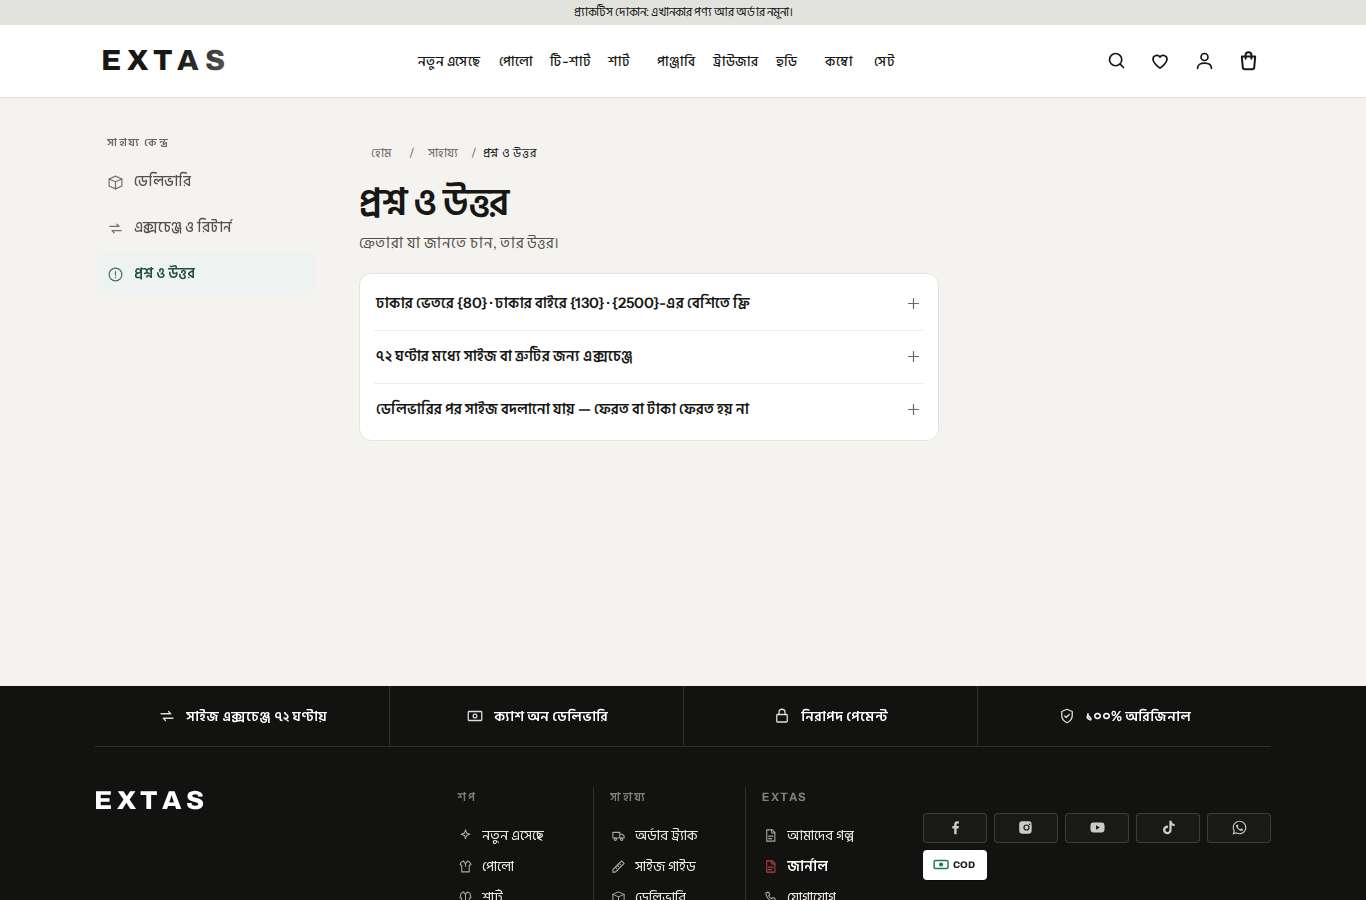 প্র্যাকটিস দোকান: এখানকার পণ্য আর অর্ডার নমুনা।
EXTAS
নতুন এসেছে পোলো টি-শার্ট শার্ট পাঞ্জাবি ট্রাউজার হুডি কম্বো সেট
সাহায্য কেন্দ্র
ডেলিভারি
এক্সচেঞ্জ ও রিটার্ন
প্রশ্ন ও উত্তর
হোম / সাহায্য / প্রশ্ন ও উত্তর
প্রশ্ন ও উত্তর
ক্রেতারা যা জানতে চান, তার উত্তর।
ঢাকার ভেতরে {80} · ঢাকার বাইরে {130} · {2500}-এর বেশিতে ফ্রি
৭২ ঘণ্টার মধ্যে সাইজ বা ত্রুটির জন্য এক্সচেঞ্জ
ডেলিভারির পর সাইজ বদলানো যায় — ফেরত বা টাকা ফেরত হয় না
সাইজ এক্সচেঞ্জ ৭২ ঘণ্টায়
ক্যাশ অন ডেলিভারি
নিরাপদ পেমেন্ট
১০০% অরিজিনাল
EXTAS
শপ
নতুন এসেছে
পোলো
শার্ট
সাহায্য
অর্ডার ট্র্যাক
সাইজ গাইড
ডেলিভারি
EXTAS
আমাদের গল্প
জার্নাল
যোগাযোগ
COD